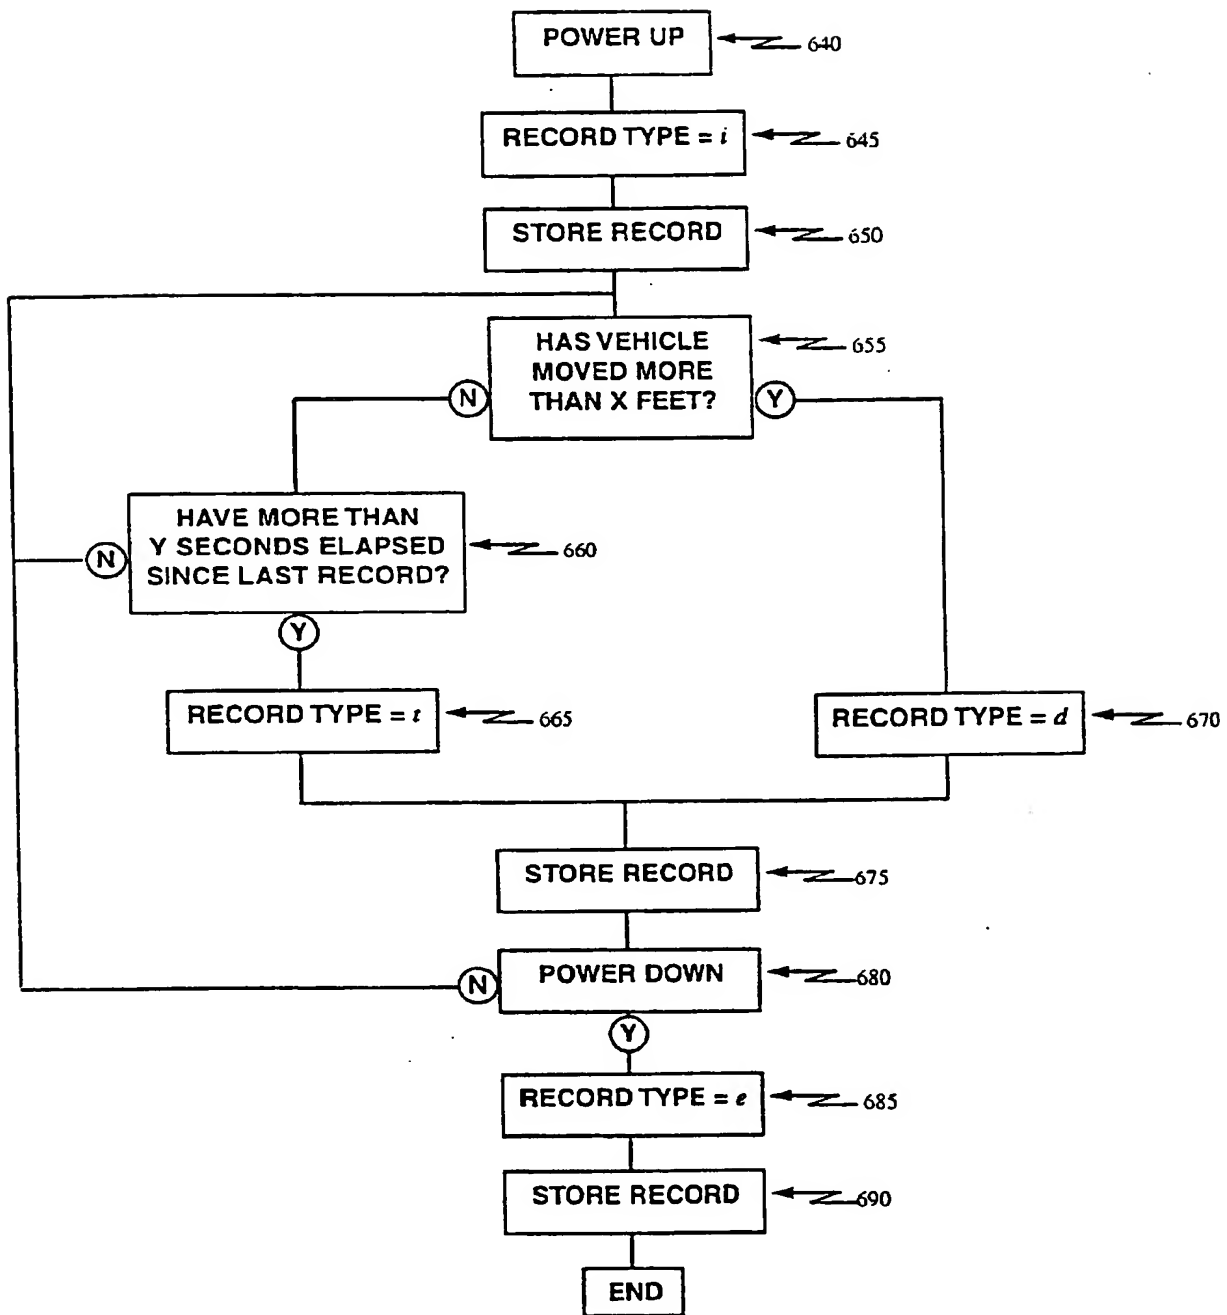 POWER UP
640
RECORD TYPE = i
645
STORE RECORD
650
HAS VEHICLE
MOVED MORE
THAN X FEET?
655
N
Y
HAVE MORE THAN
Y SECONDS ELAPSED
SINCE LAST RECORD?
660
N
Y
RECORD TYPE = t
665
RECORD TYPE = d
670
STORE RECORD
675
POWER DOWN
680
N
Y
RECORD TYPE = e
685
STORE RECORD
690
END